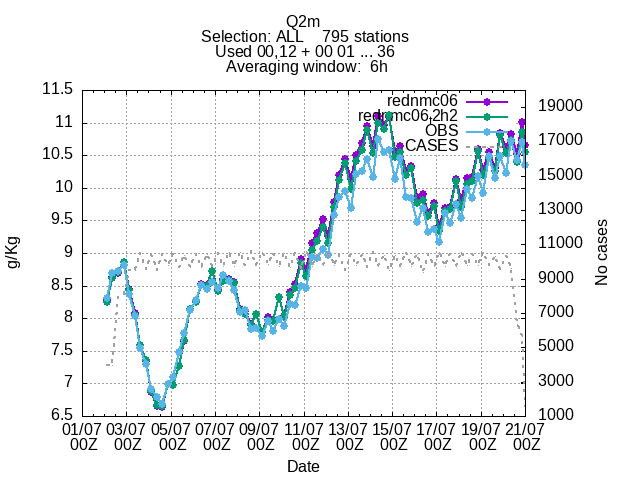 Q2m
Selection: ALL    795 stations
Used 00,12 + 00 01 ... 36
Averaging window:  6h
rednmc06
rednmc06.2h2
OBS
CASES
11.5
11
10.5
10
9.5
9
8.5
8
7.5
7
6.5
g/Kg
19000
17000
15000
13000
11000
9000
7000
5000
3000
1000
No cases
01/07 03/07 05/07 07/07 09/07 11/07 13/07 15/07 17/07 19/07 21/07
00Z 00Z 00Z 00Z 00Z 00Z 00Z 00Z 00Z 00Z 00Z
Date